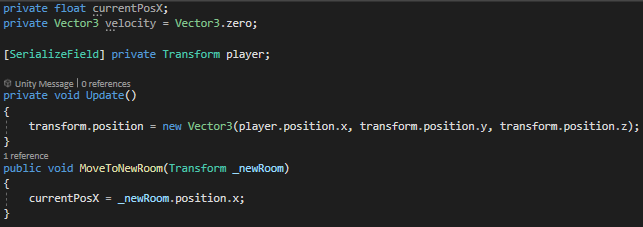 private float currentPosX;
private Vector3 velocity = Vector3.zero;
[SerializeField] private Transform player;
Unity Message | 0 references
private void Update()
{
    transform.position = new Vector3(player.position.x, transform.position.y, transform.position.z);
}
1 reference
public void MoveToNewRoom(Transform _newRoom)
{
    currentPosX = _newRoom.position.x;
}